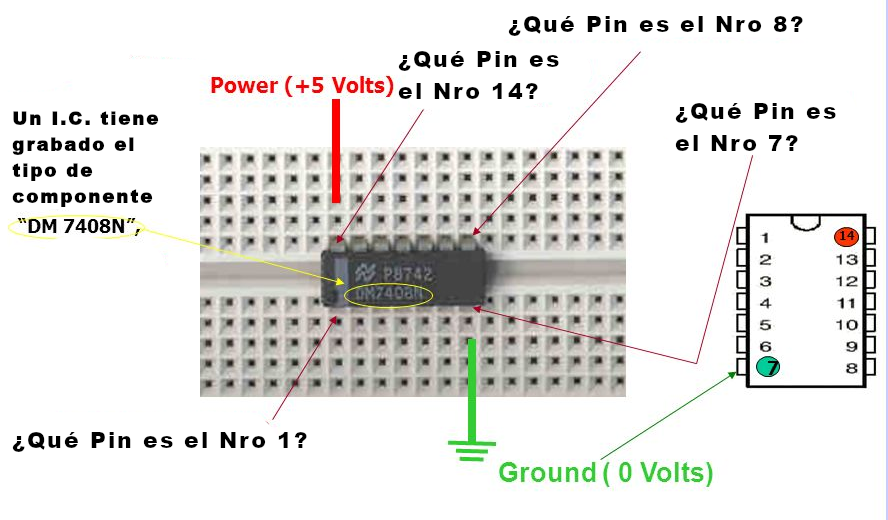 ¿Qué Pin es el Nro 8?
¿Qué Pin es
el Nro 14?
Power (+5 Volts)
¿Qué Pin es
el Nro 7?
Un I.C. tiene
grabado el
tipo de
componente
“DM 7408N”,
P8742
DM7408N
1
14
2
13
3
12
4
11
5
10
6
9
7
8
¿Qué Pin es el Nro 1?
Ground ( 0 Volts)